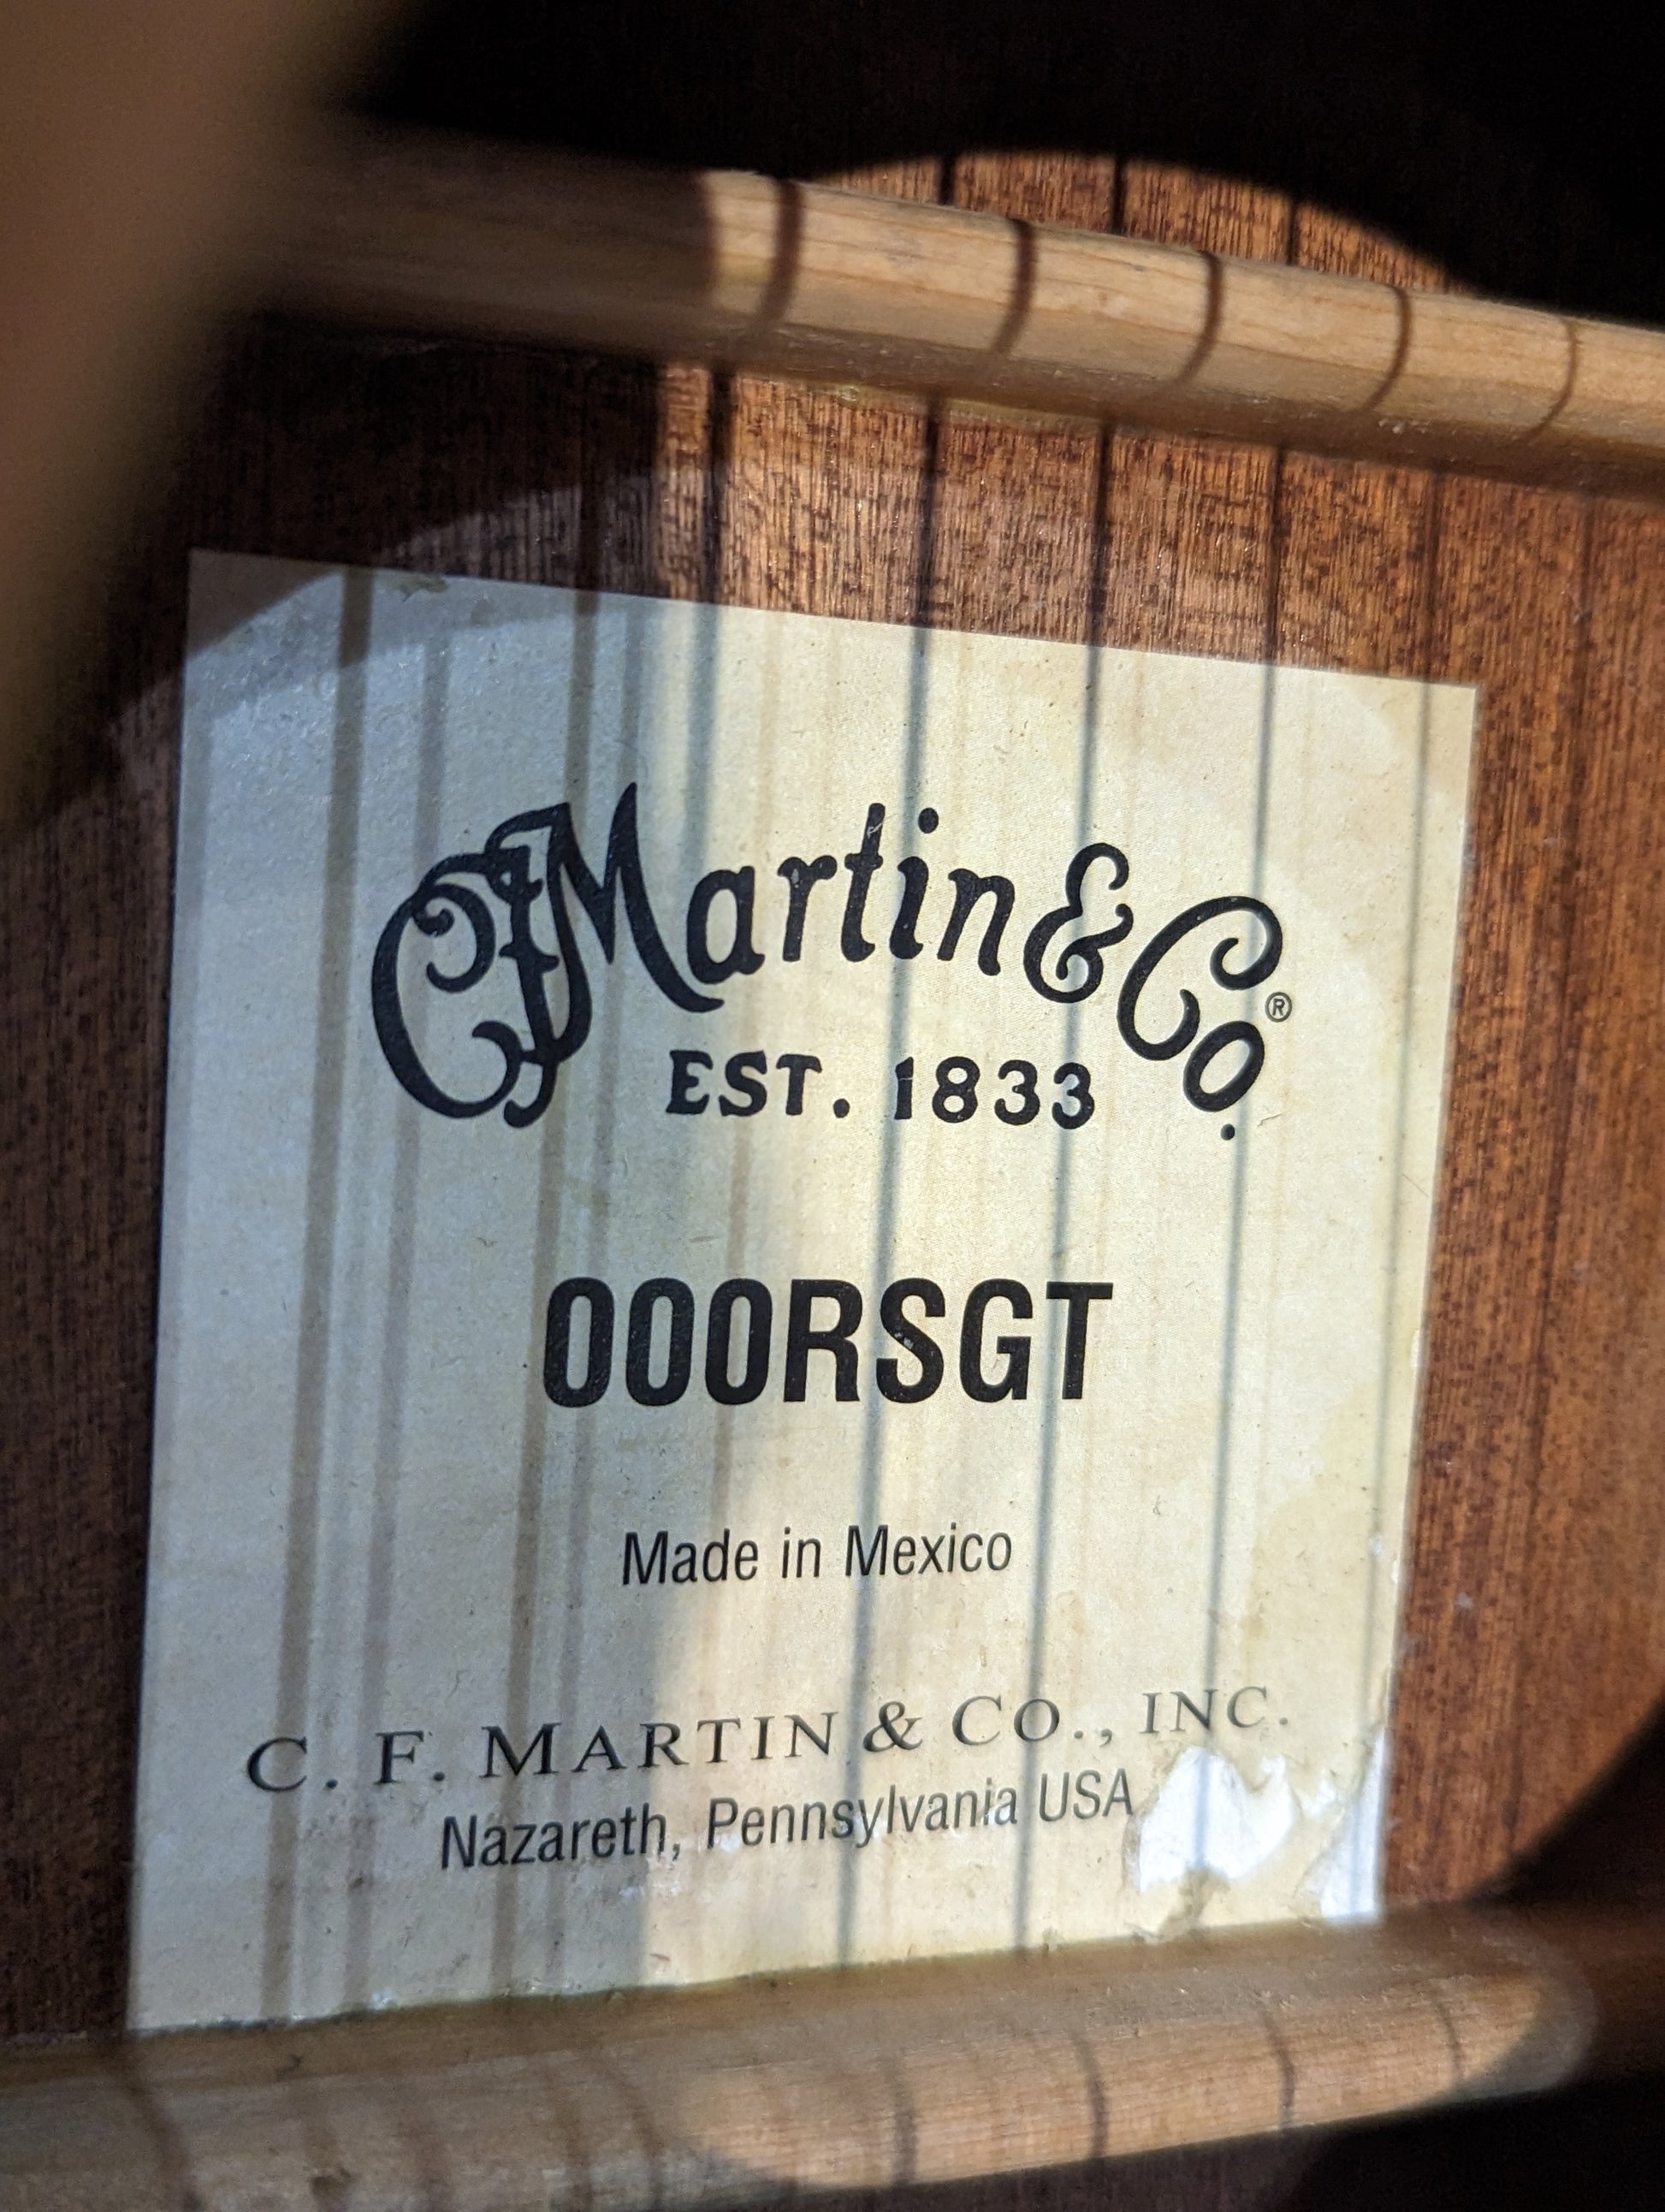 CFMartin & Co.®
EST. 1833
000RSGT
Made in Mexico
C. F. MARTIN & CO., INC.
Nazareth, Pennsylvania USA